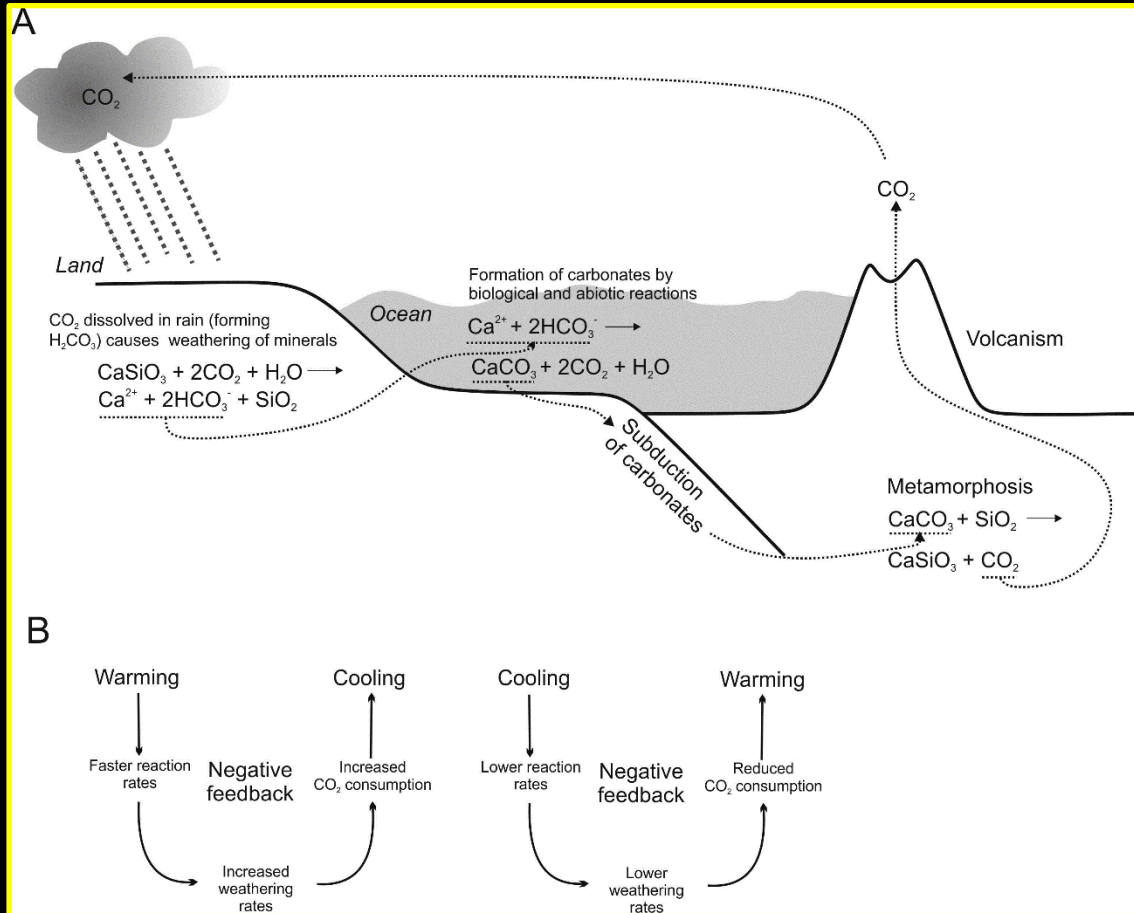 A
CO₂
CO₂
Land
Formation of carbonates by
biological and abiotic reactions
Ocean
Ca²⁺ + 2HCO₃⁻ ⟶
CaCO₃ + 2CO₂ + H₂O
CO₂ dissolved in rain (forming
H₂CO₃) causes weathering of minerals
CaSiO₃ + 2CO₂ + H₂O ⟶
Ca²⁺ + 2HCO₃⁻ + SiO₂
Volcanism
Subduction
of carbonates
Metamorphosis
CaCO₃ + SiO₂ ⟶
CaSiO₃ + CO₂
B
Warming
Faster reaction
rates
Negative
feedback
Increased
weathering
rates
Increased
CO₂ consumption
Cooling
Cooling
Lower reaction
rates
Negative
feedback
Lower
weathering
rates
Reduced
CO₂ consumption
Warming